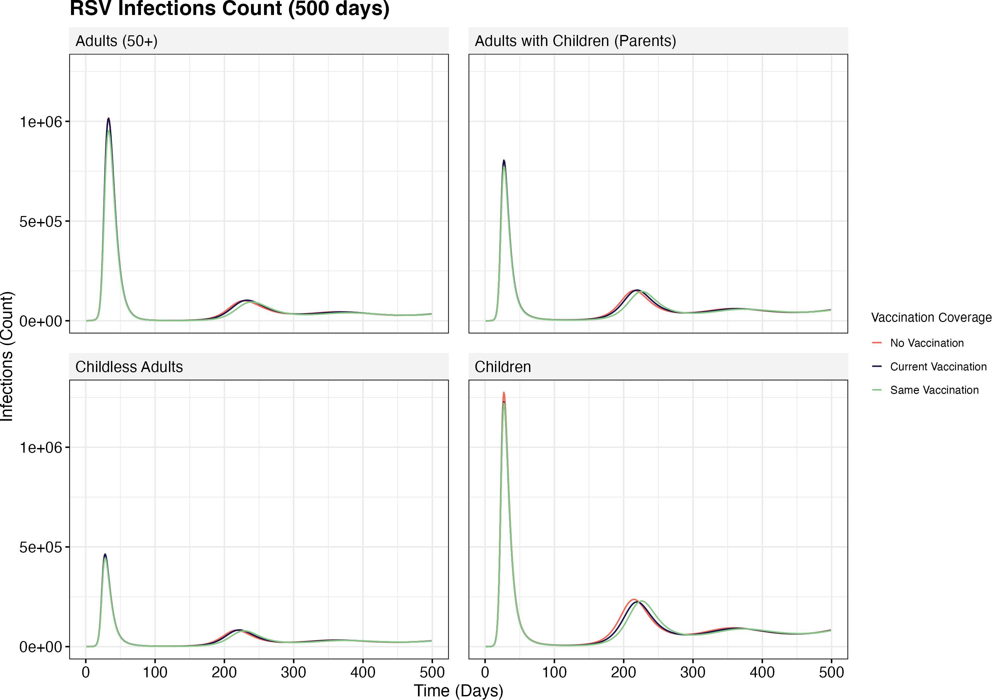 RSV Infections Count (500 days)
Adults (50+)
Adults with Children (Parents)
1e+06
5e+05
0e+00
Infections (Count)
Childless Adults
Children
1e+06
5e+05
0e+00
0 100 200 300 400 500
0 100 200 300 400 500
Time (Days)
Vaccination Coverage
No Vaccination
Current Vaccination
Same Vaccination